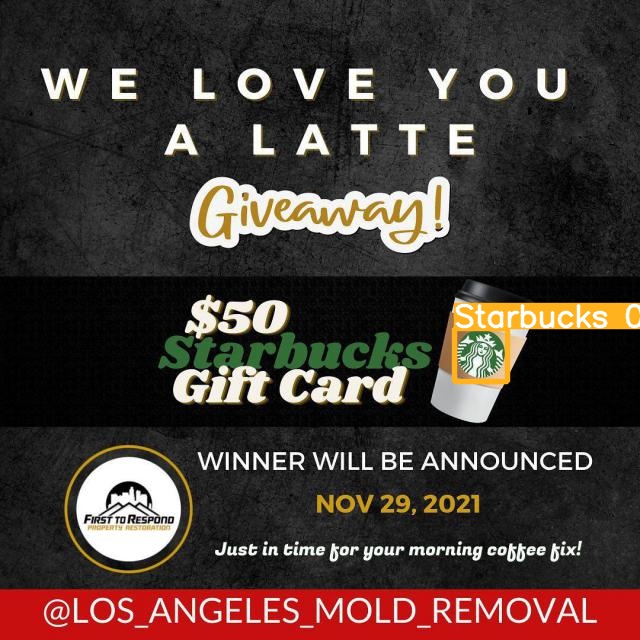 WE LOVE YOU
A LATTE
Giveaway!
$50
Starbucks
Gift Card
Starbucks 0
WINNER WILL BE ANNOUNCED
NOV 29, 2021
FIRST TO RESPOND
PROPERTY RESTORATION
Just in time for your morning coffee fix!
@LOS_ANGELES_MOLD_REMOVAL